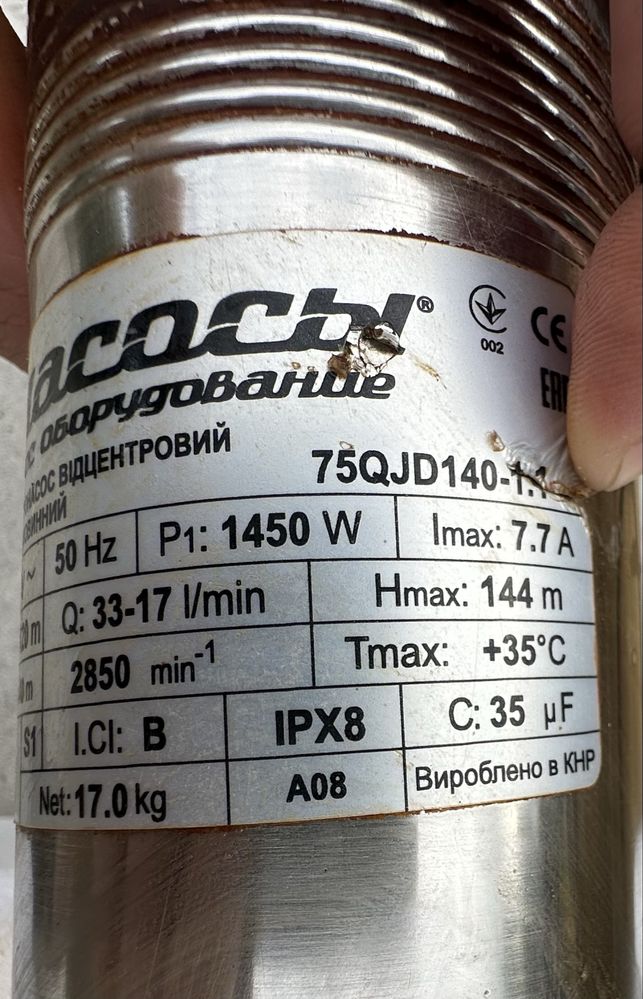 насосы®
оборудование
002
CE
НАСОС ВІДЦЕНТРОВИЙ
75QJD140-1.1
~ 50 Hz P1: 1450 W Imax: 7.7 A
m Q: 33-17 l/min Hmax: 144 m
m 2850 min-1 Tmax: +35°C
S1 I.Cl: B IPX8 C: 35 µF
Net: 17.0 kg A08 Вироблено в КНР